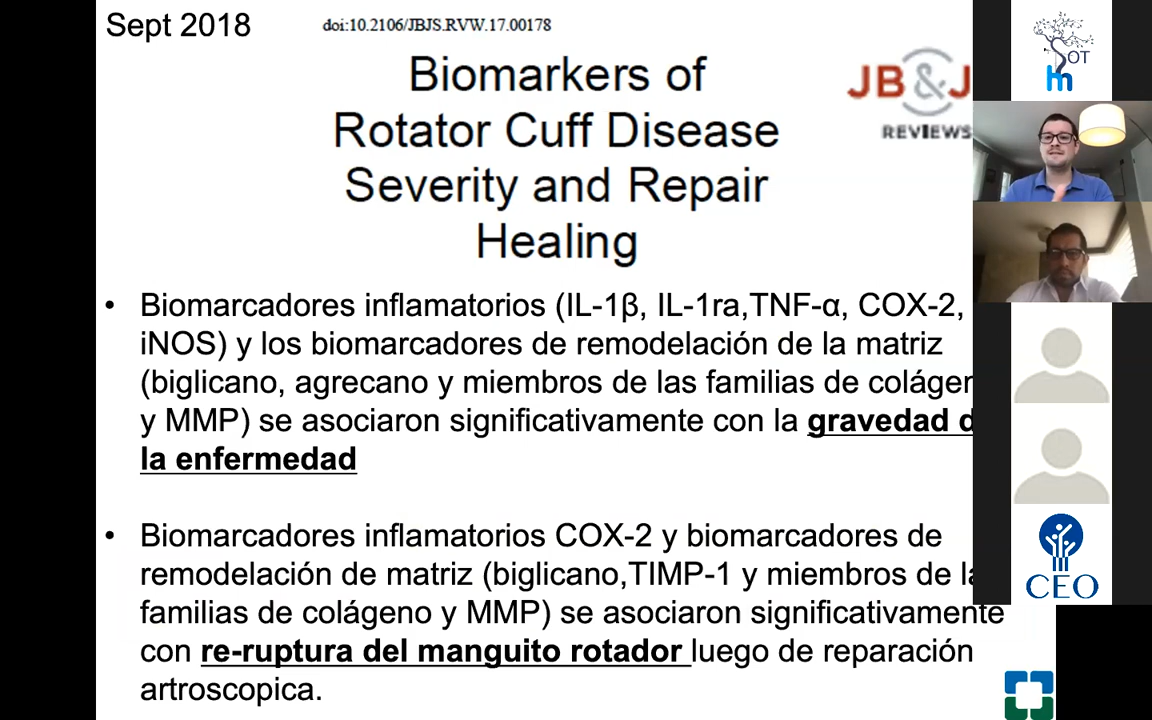 Sept 2018
doi:10.2106/JBJS.RVW.17.00178
Biomarkers of
Rotator Cuff Disease
Severity and Repair
Healing
JB&J
REVIEWS
SOT
hm
• Biomarcadores inflamatorios (IL-1β, IL-1ra,TNF-α, COX-2,
iNOS) y los biomarcadores de remodelación de la matriz
(biglicano, agrecano y miembros de las familias de coláge
y MMP) se asociaron significativamente con la gravedad d
la enfermedad
• Biomarcadores inflamatorios COX-2 y biomarcadores de
remodelación de matriz (biglicano,TIMP-1 y miembros de la
familias de colágeno y MMP) se asociaron significativamente
con re-ruptura del manguito rotador luego de reparación
artroscopica.
CEO